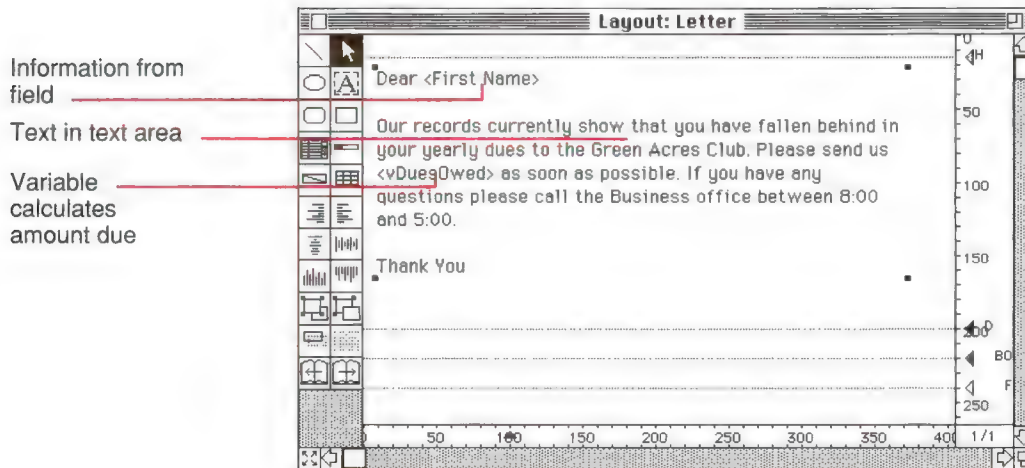 Layout: Letter
Information from
field
Text in text area
Variable
calculates
amount due
A
Dear <First Name>
Our records currently show that you have fallen behind in
your yearly dues to the Green Acres Club. Please send us
<vDuesOwed> as soon as possible. If you have any
questions please call the Business office between 8:00
and 5:00.
Thank You
0
H
50
100
150
200
D
BO
F
250
50
100
150
200
250
300
350
400
1/1